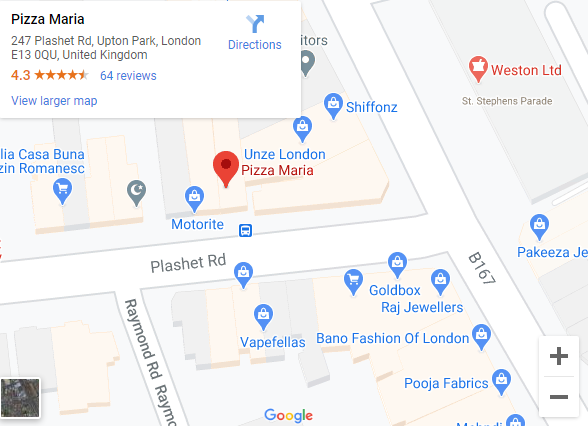 Pizza Maria
247 Plashet Rd, Upton Park, London
E13 0QU, United Kingdom
4.3
64 reviews
View larger map
Directions
itors
Weston Ltd
St. Stephens Parade
Shiffonz
Unze London
Pizza Maria
lia Casa Buna
zin Romanesc
Motorite
Plashet Rd
B167
Pakeeza Je
Goldbox
Raj Jewellers
Raymond Rd
Raymo
Vapefellas
Bano Fashion Of London
Pooja Fabrics
Google